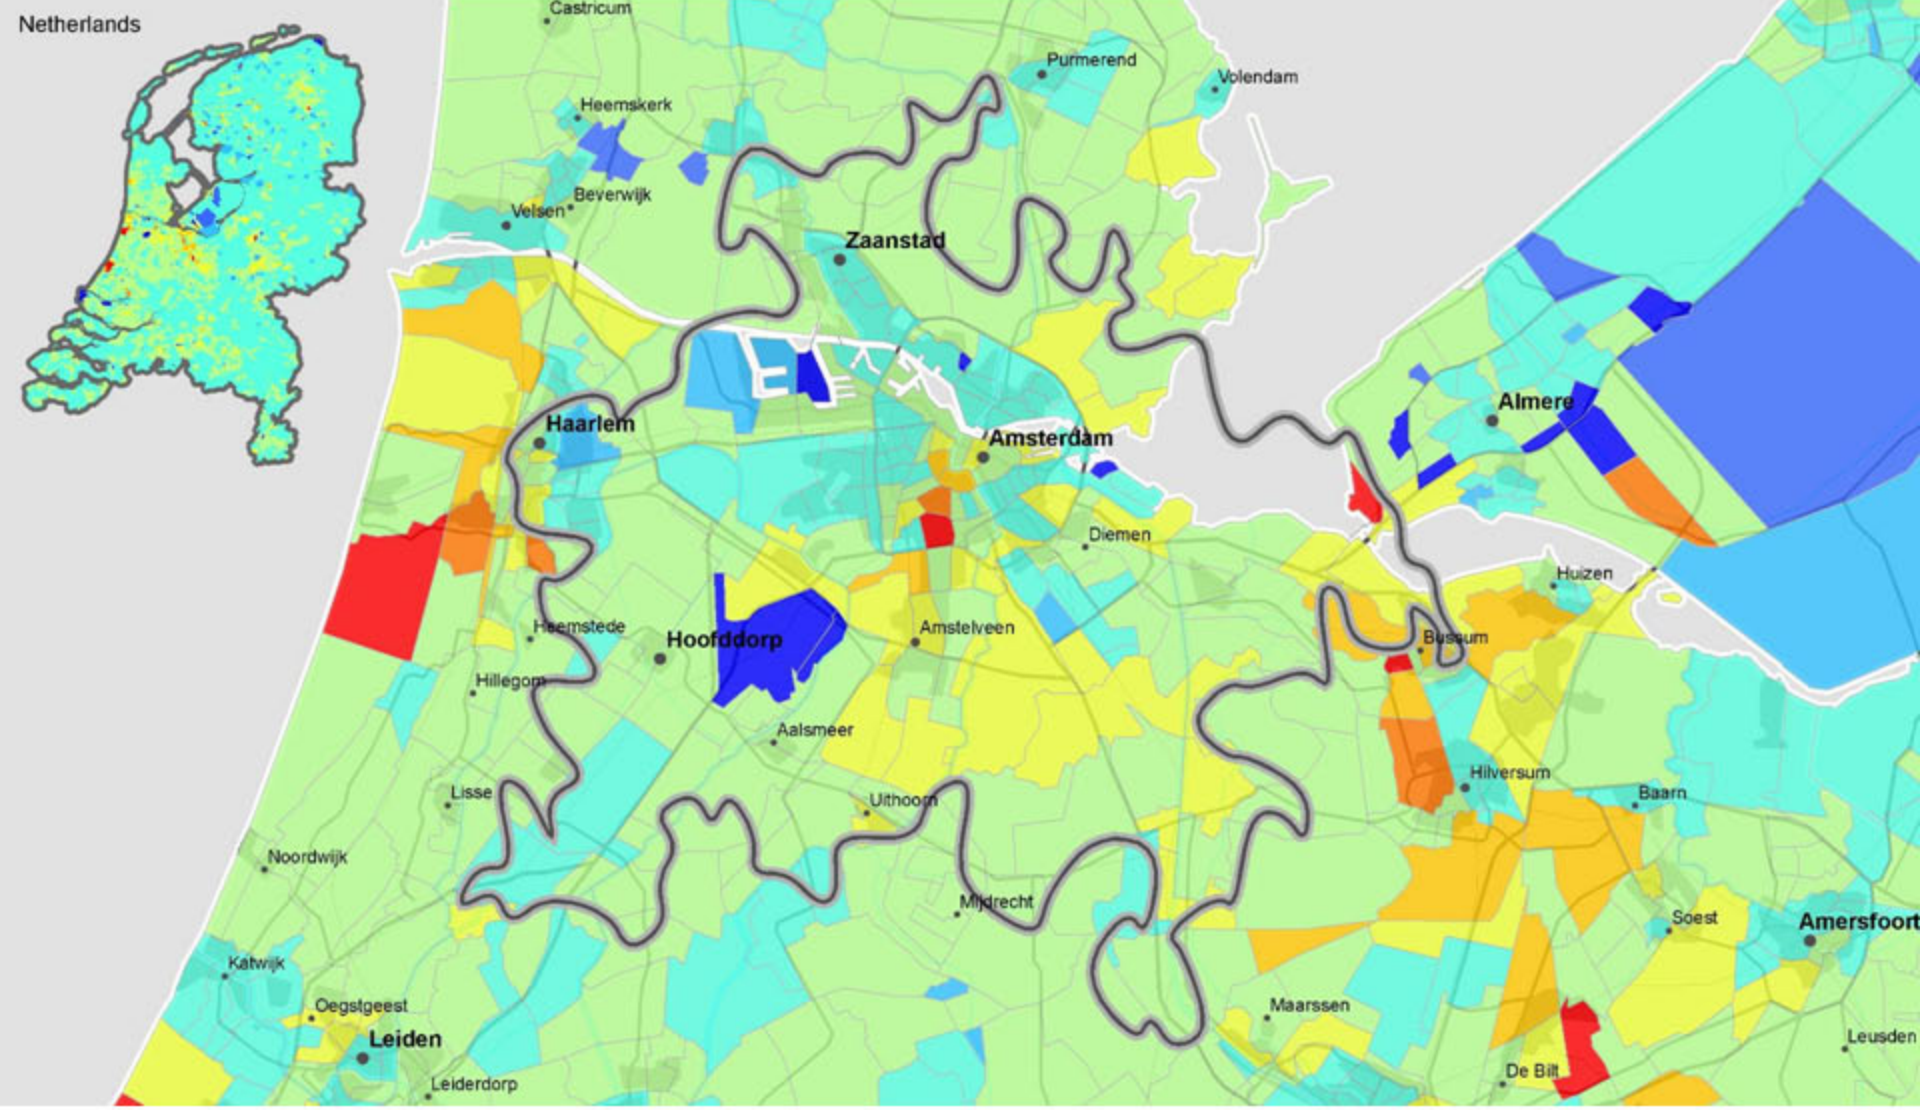 Netherlands
Castricum
Purmerend
Volendam
Heemskerk
Beverwijk
Velsen
Zaanstad
Haarlem
Amsterdam
Almere
Diemen
Huizen
Heemstede
Hoofddorp
Amstelveen
Bussum
Hillegom
Aalsmeer
Hilversum
Lisse
Uithoorn
Baarn
Noordwijk
Mijdrecht
Soest
Amersfoort
Katwijk
Oegstgeest
Maarssen
Leiden
Leusden
De Bilt
Leiderdorp